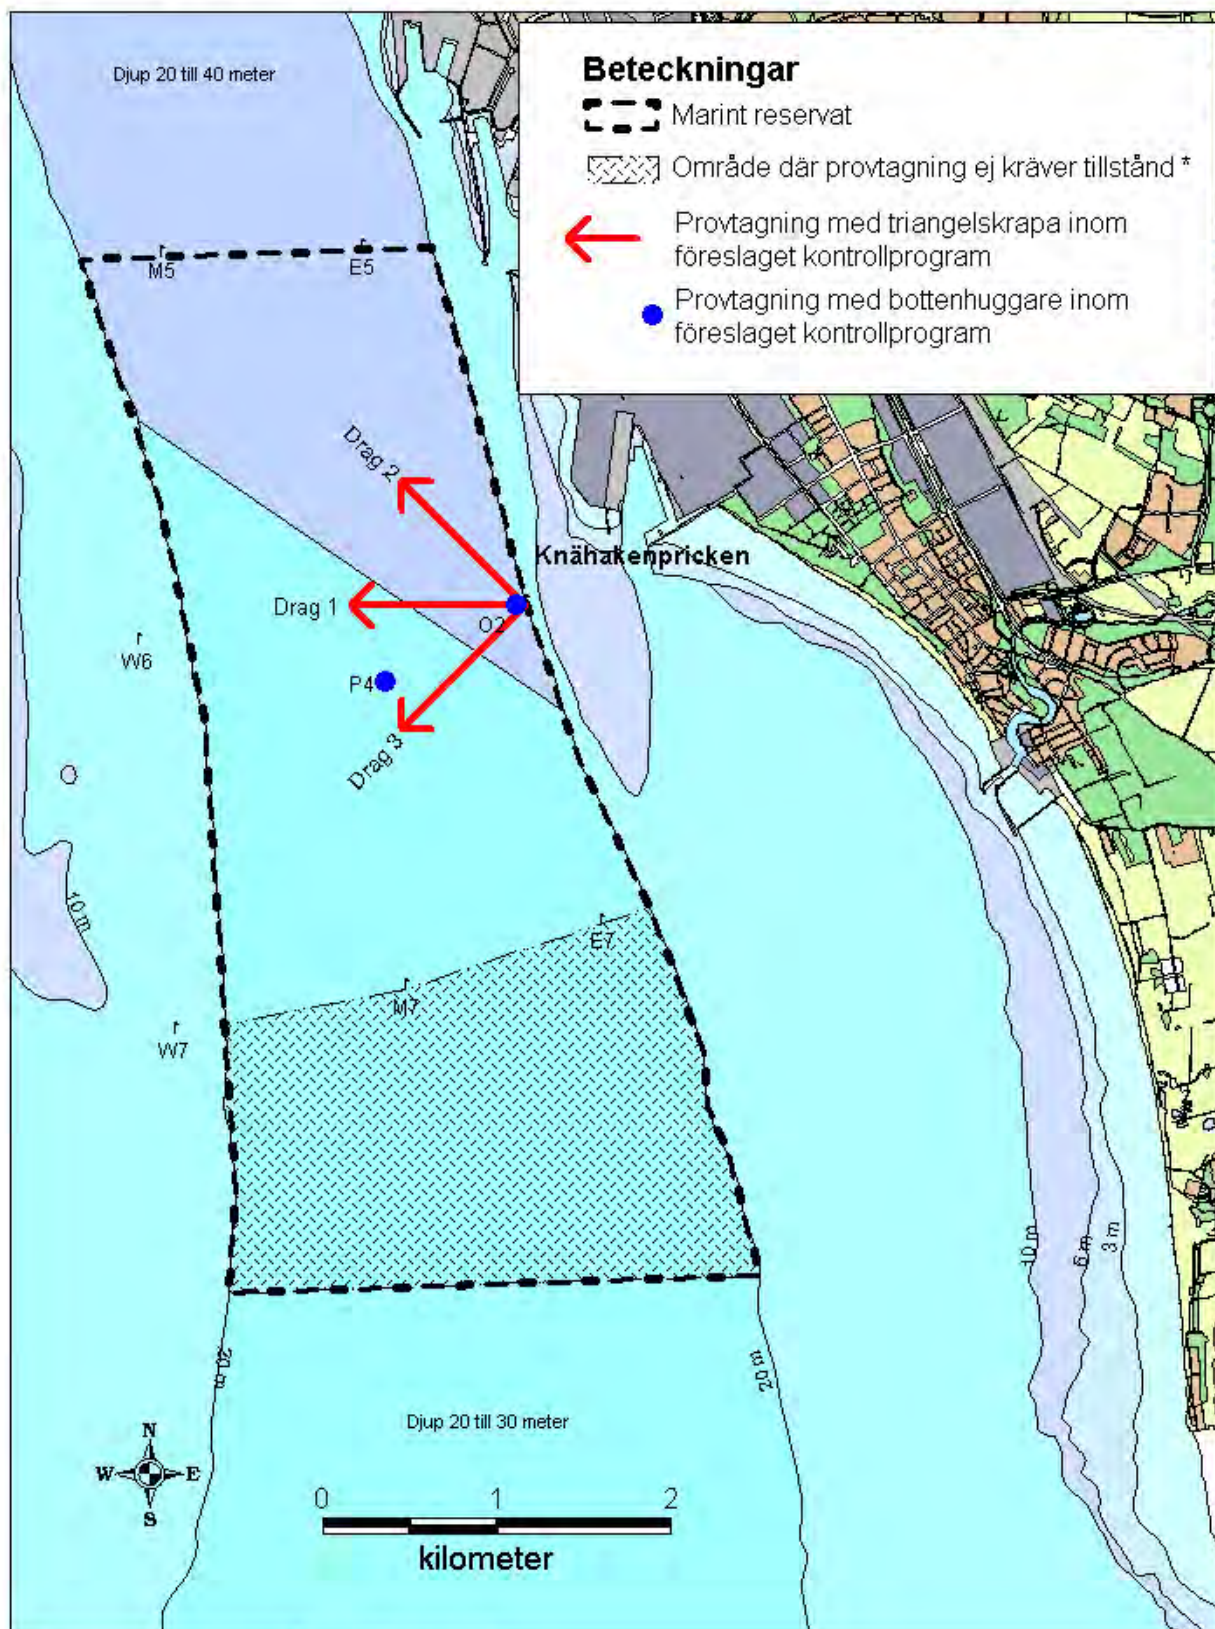 Djup 20 till 40 meter
Beteckningar
Marint reservat
Område där provtagning ej kräver tillstånd *
Provtagning med triangelskrapa inom
föreslaget kontrollprogram
Provtagning med bottenhuggare inom
föreslaget kontrollprogram
M5
E5
Drag 2
Knähakenpricken
Drag 1
O2
W6
P4
Drag 3
10 m
E7
M7
W7
10 m
6 m
3 m
20 m
20 m
Djup 20 till 30 meter
N
W
E
S
0 1 2
kilometer